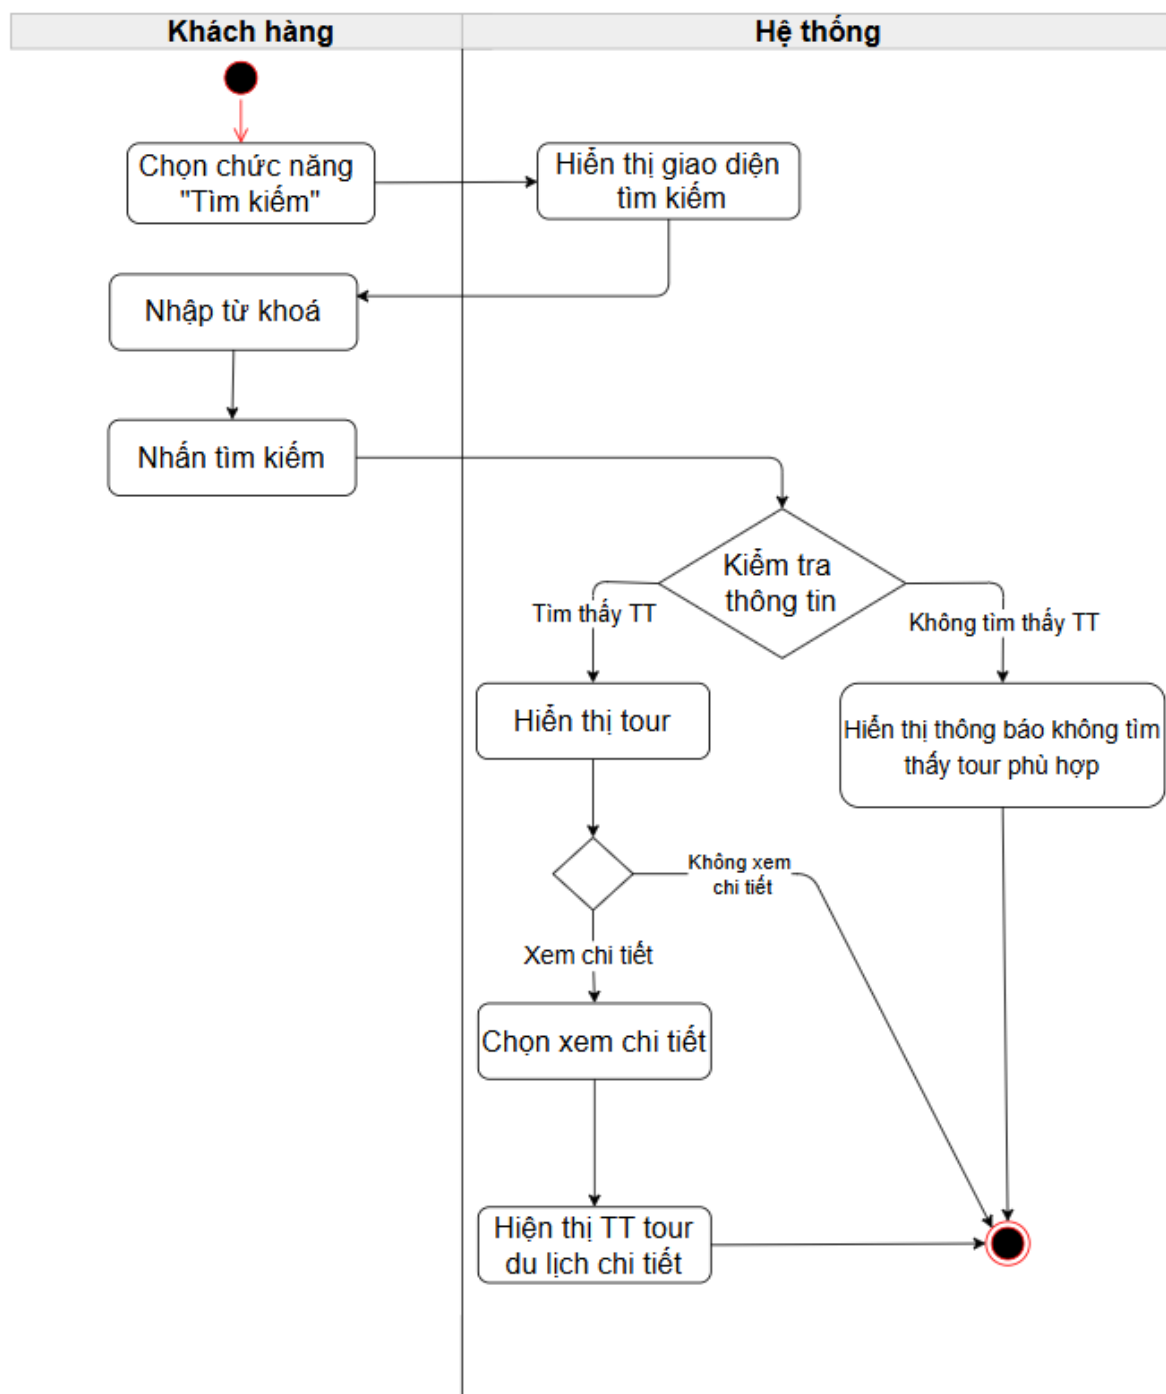 Khách hàng
Hệ thống
Chọn chức năng
"Tìm kiếm"
Hiển thị giao diện
tìm kiếm
Nhập từ khoá
Nhấn tìm kiếm
Kiểm tra
thông tin
Tìm thấy TT
Không tìm thấy TT
Hiển thị tour
Hiển thị thông báo không tìm
thấy tour phù hợp
Không xem
chi tiết
Xem chi tiết
Chọn xem chi tiết
Hiện thị TT tour
du lịch chi tiết